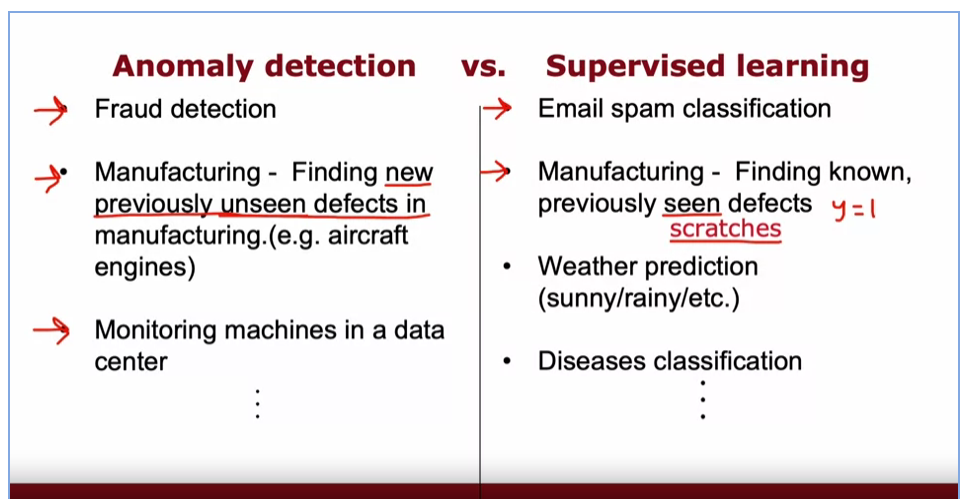 Anomaly detection vs. Supervised learning
Fraud detection
• Manufacturing - Finding new
previously unseen defects in
manufacturing.(e.g. aircraft
engines)
Monitoring machines in a data
center
Email spam classification
• Manufacturing - Finding known,
previously seen defects y=1
scratches
• Weather prediction
(sunny/rainy/etc.)
• Diseases classification